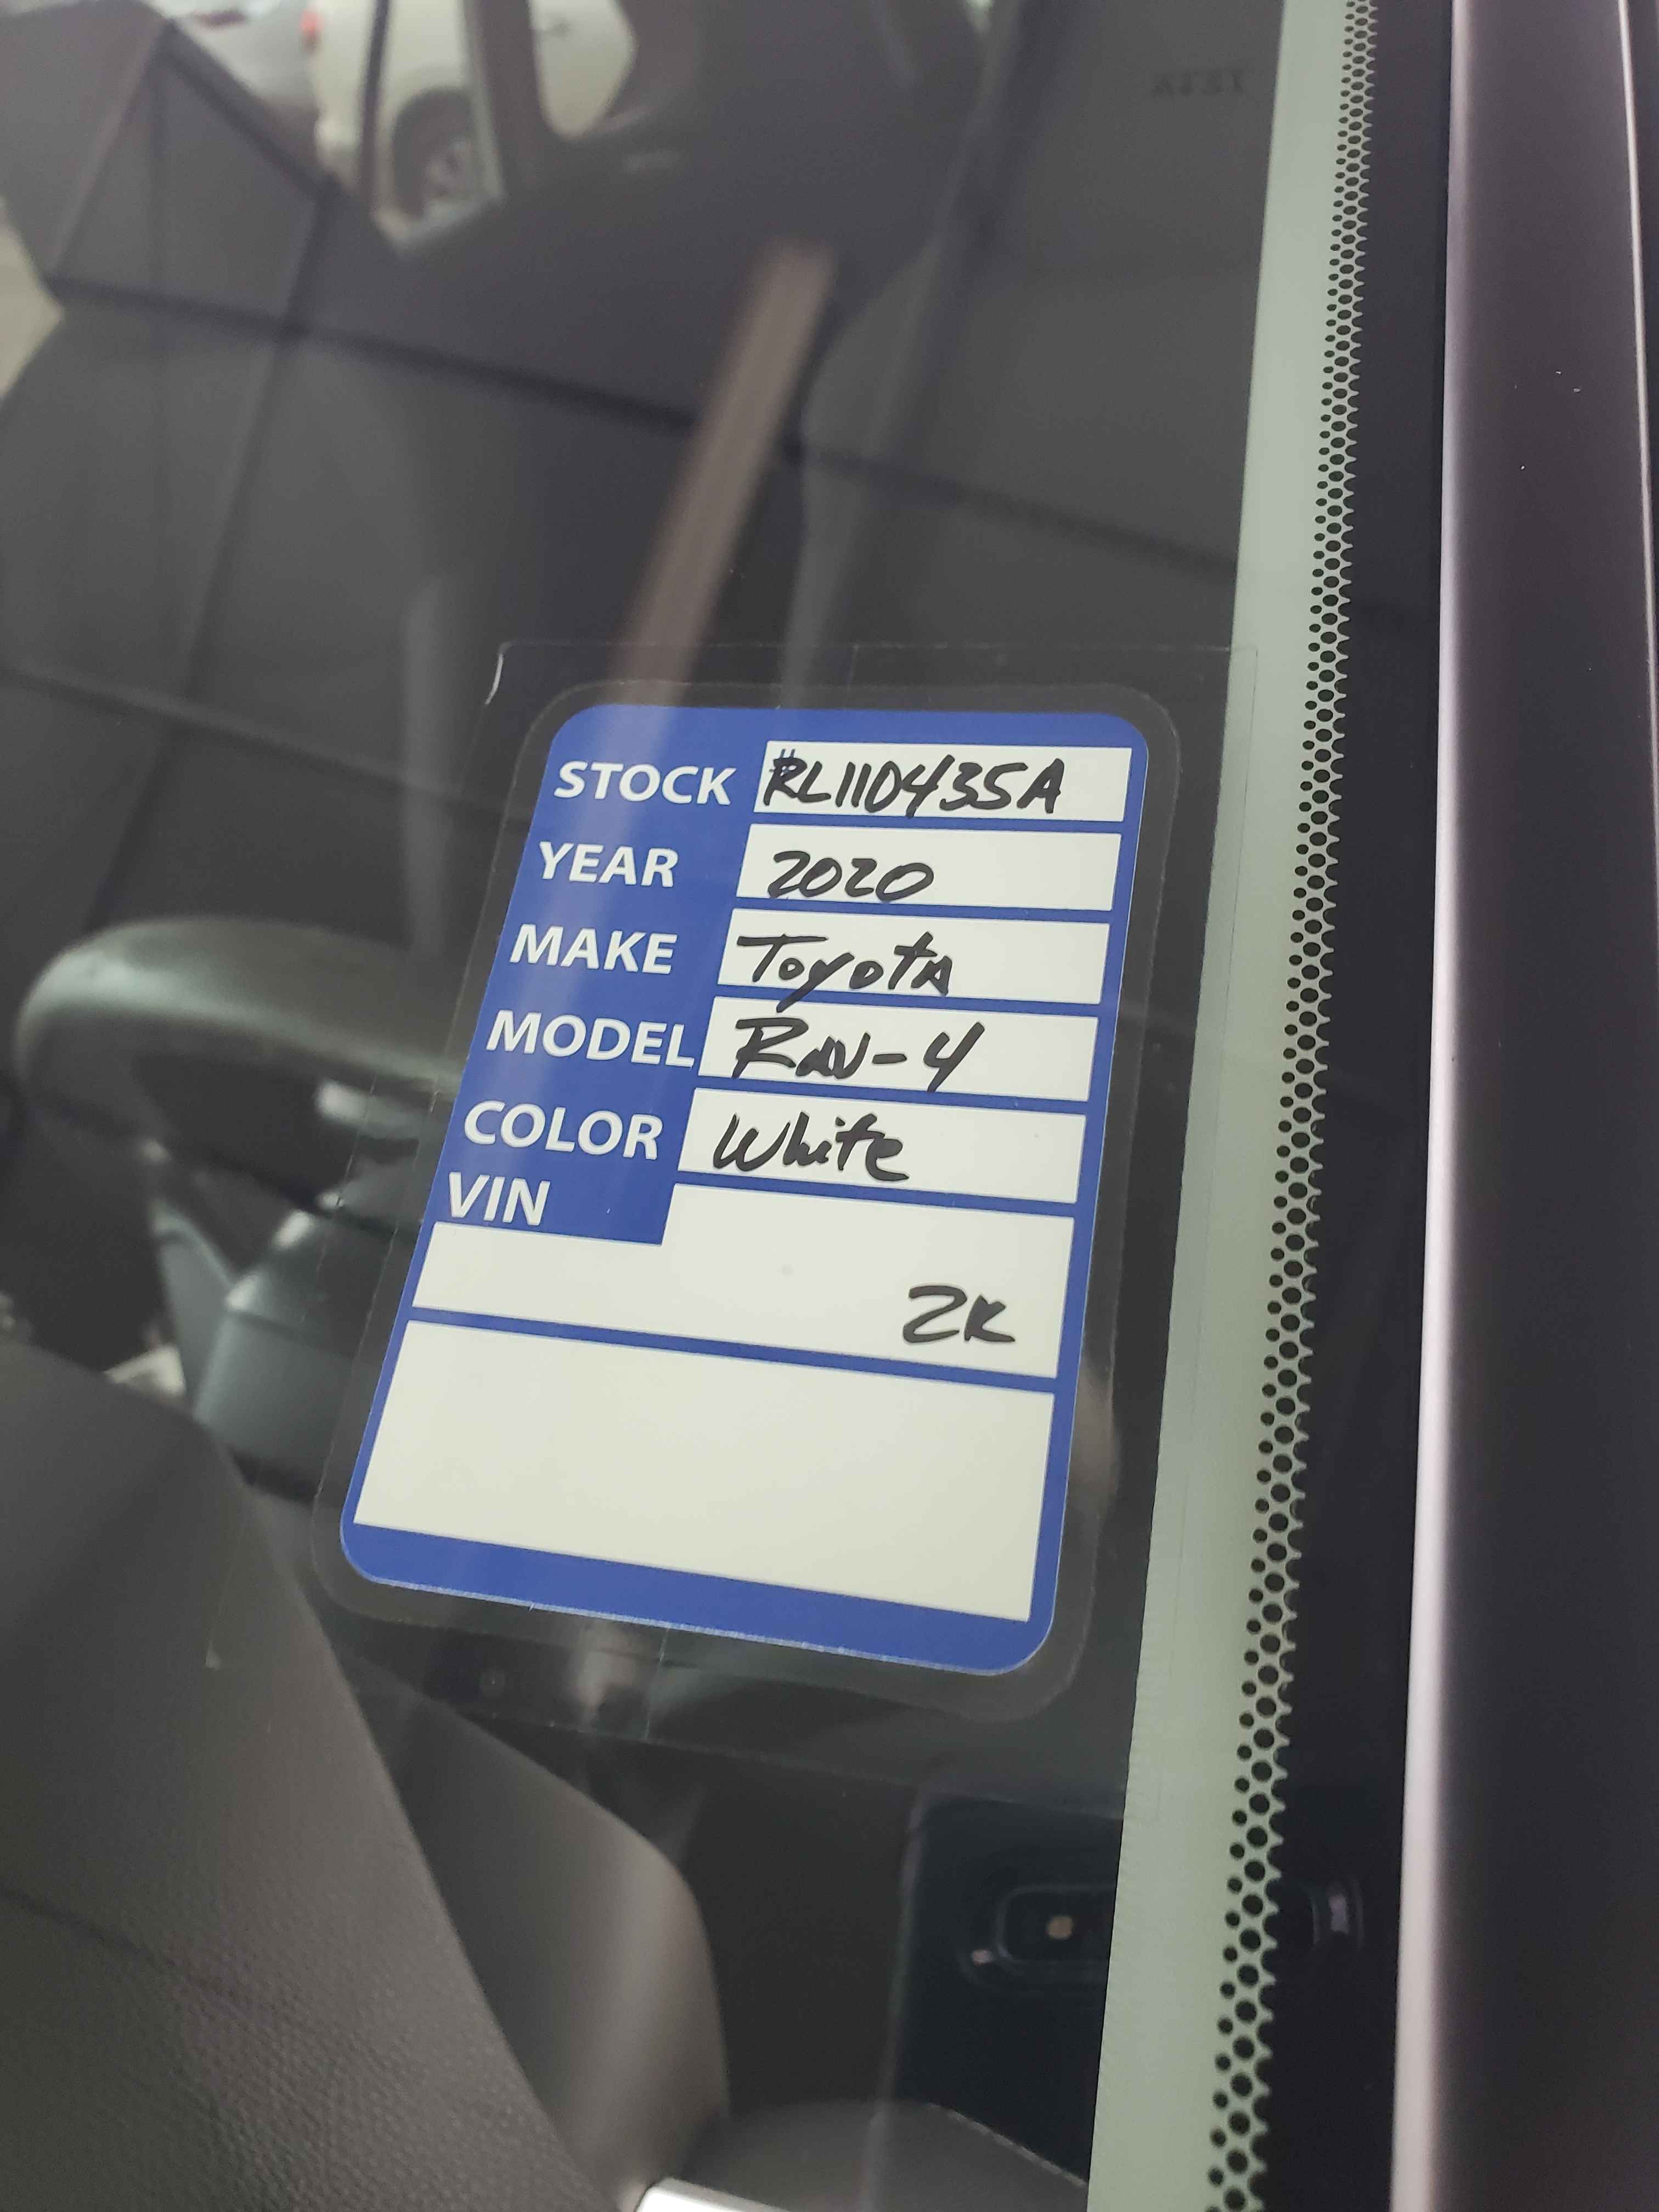 STOCK #RL110435A
YEAR 2020
MAKE Toyota
MODEL Rav-4
COLOR White
VIN
2K